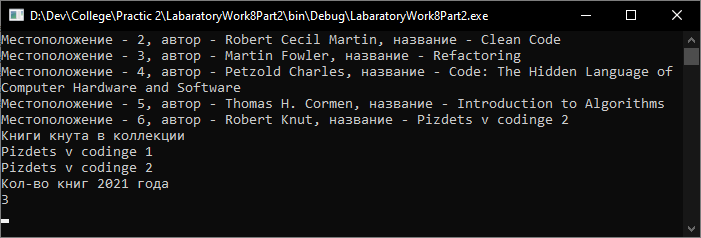 D:\Dev\College\Practic 2\LabaratoryWork8Part2\bin\Debug\LabaratoryWork8Part2.exe
Местоположение - 2, автор - Robert Cecil Martin, название - Clean Code
Местоположение - 3, автор - Martin Fowler, название - Refactoring
Местоположение - 4, автор - Petzold Charles, название - Code: The Hidden Language of
Computer Hardware and Software
Местоположение - 5, автор - Thomas H. Cormen, название - Introduction to Algorithms
Местоположение - 6, автор - Robert Knut, название - Pizdets v codinge 2
Книги кнута в коллекции
Pizdets v codinge 1
Pizdets v codinge 2
Кол-во книг 2021 года
3